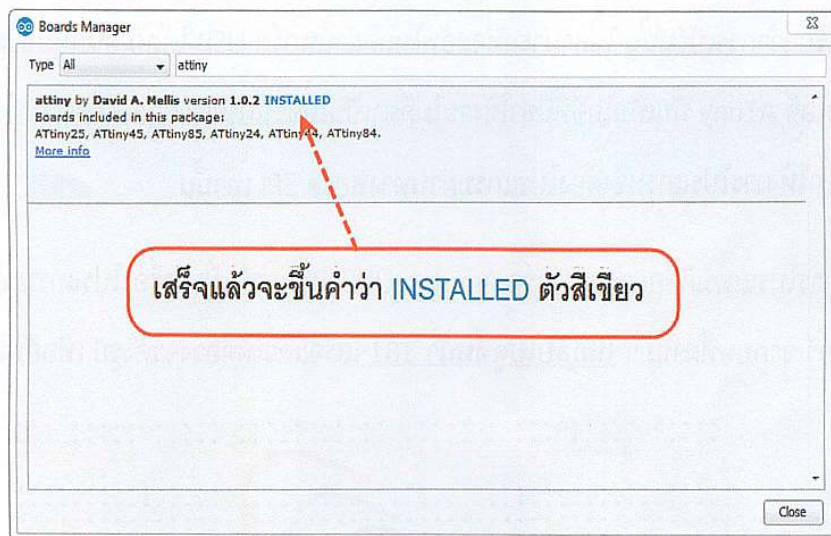 Boards Manager
Type All attiny
attiny by David A. Mellis version 1.0.2 INSTALLED
Boards included in this package:
ATtiny25, ATtiny45, ATtiny85, ATtiny24, ATtiny44, ATtiny84.
More info
เสร็จแล้วจะขึ้นคำว่า INSTALLED ตัวสีเขียว
Close